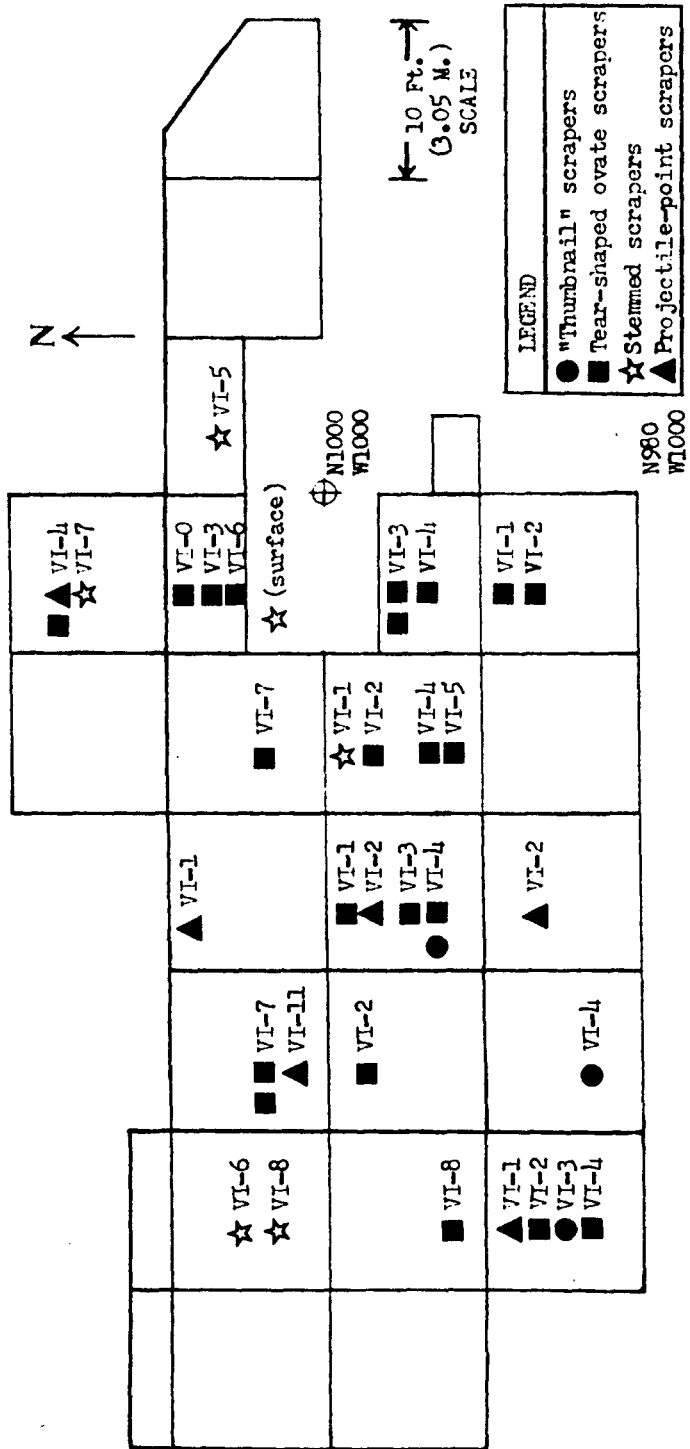 N
VI-4
VI-7
VI-6
VI-8
VI-7
VI-11
VI-1
VI-7
VI-0
VI-3
VI-6
VI-5
(surface)
N1000
W1000
10 Ft.
(3.05 M.)
SCALE
VI-8
VI-2
VI-1
VI-2
VI-3
VI-4
VI-1
VI-2
VI-4
VI-5
VI-3
VI-4
VI-1
VI-2
VI-3
VI-4
VI-4
VI-2
VI-1
VI-2
N980
W1000
LEGEND
"Thumbnail" scrapers
Tear-shaped ovate scrapers
Stemmed scrapers
Projectile-point scrapers